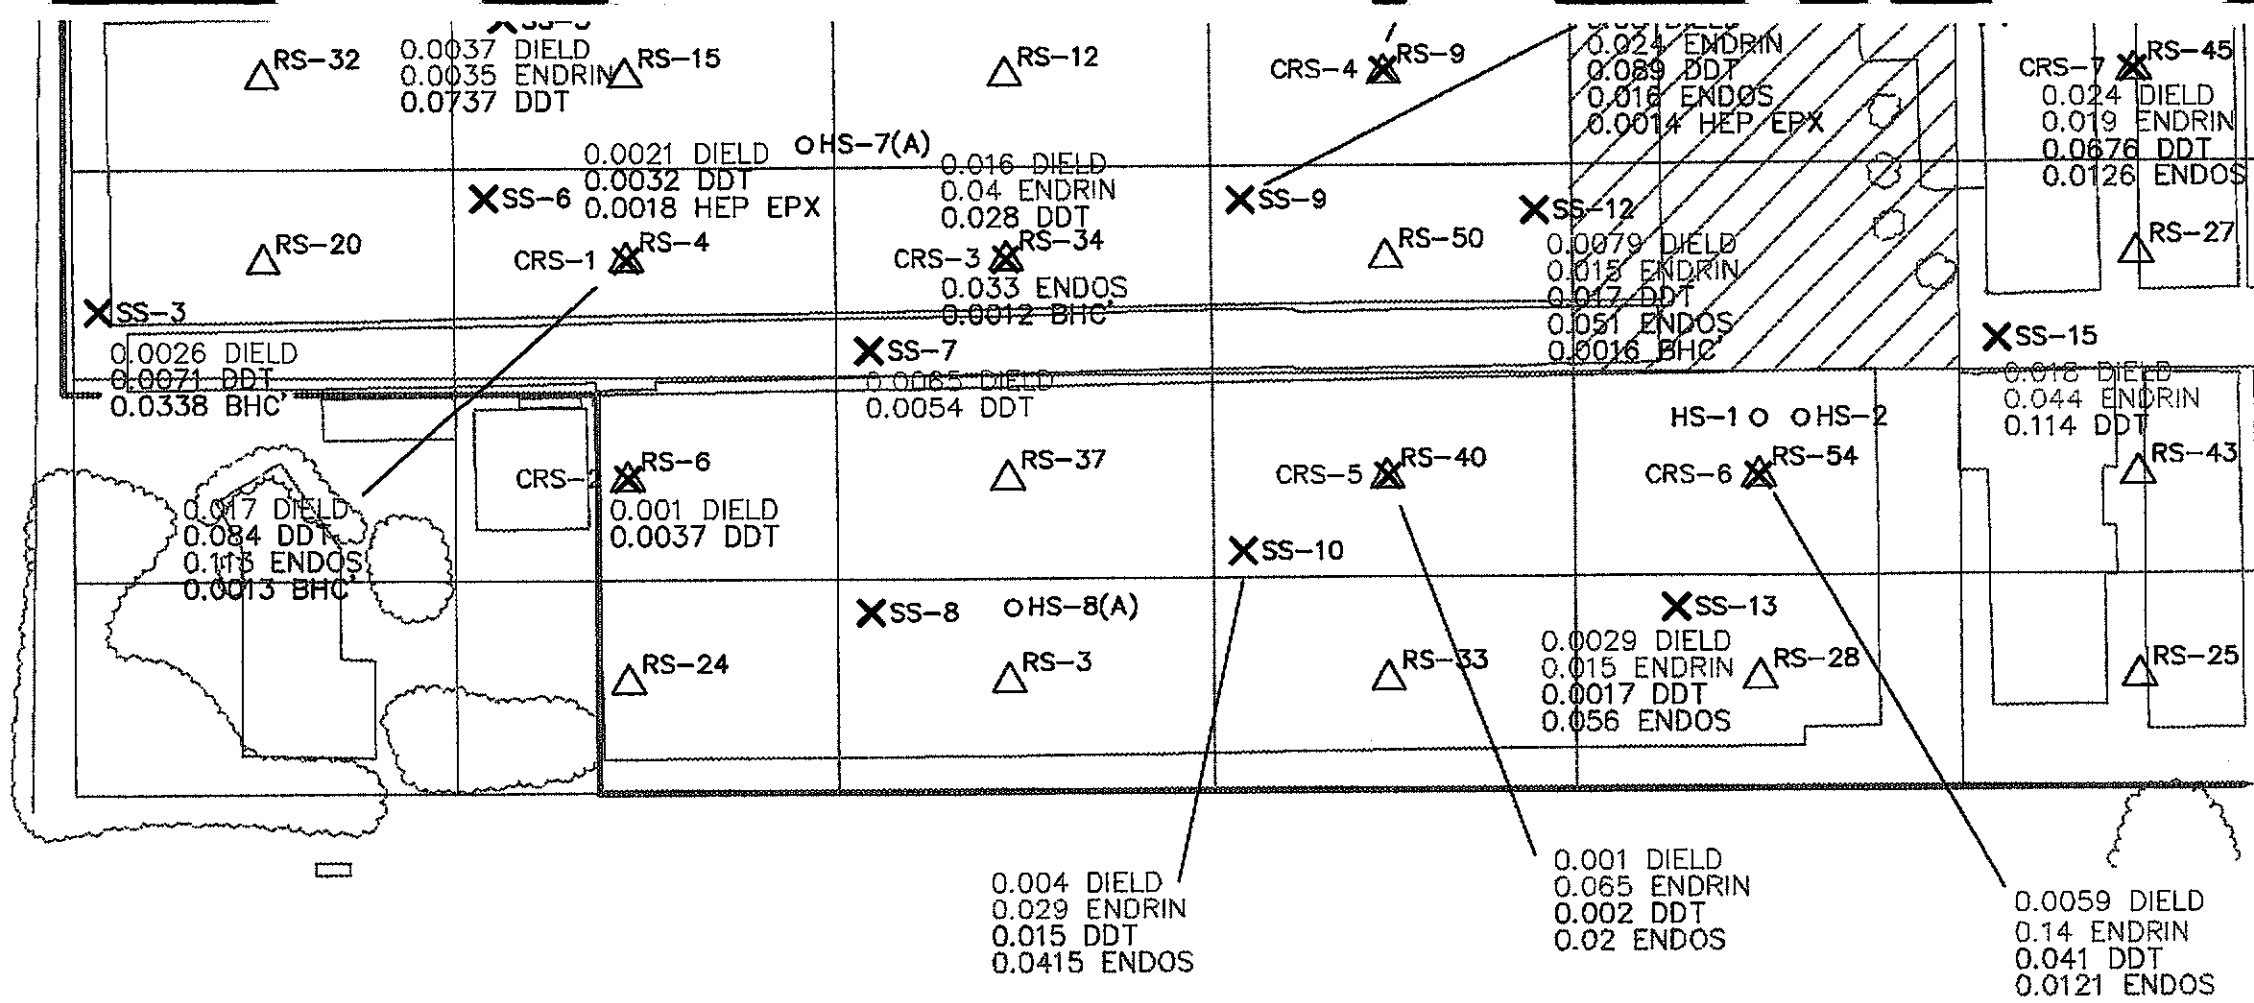 0.0037 DIELD
0.0035 ENDRIN
0.0737 DDT
RS-32
RS-15
RS-12
CRS-4
RS-9
0.024 ENDRIN
0.089 DDT
0.016 ENDOS
0.0014 HEP EPX
CRS-7
RS-45
0.024 DIELD
0.019 ENDRIN
0.0676 DDT
0.0126 ENDOS
HS-7(A)
SS-6
0.0021 DIELD
0.0032 DDT
0.0018 HEP EPX
0.016 DIELD
0.04 ENDRIN
0.028 DDT
SS-9
SS-12
RS-20
CRS-1
RS-4
CRS-3
RS-34
0.033 ENDOS
0.0012 BHC'
RS-50
0.0079 DIELD
0.015 ENDRIN
0.017 DDT
0.051 ENDOS
0.0016 BHC'
RS-27
SS-3
0.0026 DIELD
0.0071 DDT
0.0338 BHC'
SS-7
0.0065 DIELD
0.0054 DDT
SS-15
0.018 DIELD
0.044 ENDRIN
0.114 DDT
HS-1
HS-2
CRS-2
RS-6
0.001 DIELD
0.0037 DDT
RS-37
CRS-5
RS-40
CRS-6
RS-54
RS-43
0.017 DIELD
0.084 DDT
0.113 ENDOS
0.0013 BHC'
SS-10
SS-8
HS-8(A)
SS-13
0.0029 DIELD
0.015 ENDRIN
0.0017 DDT
0.056 ENDOS
RS-24
RS-3
RS-33
RS-28
RS-25
0.004 DIELD
0.029 ENDRIN
0.015 DDT
0.0415 ENDOS
0.001 DIELD
0.065 ENDRIN
0.002 DDT
0.02 ENDOS
0.0059 DIELD
0.14 ENDRIN
0.041 DDT
0.0121 ENDOS